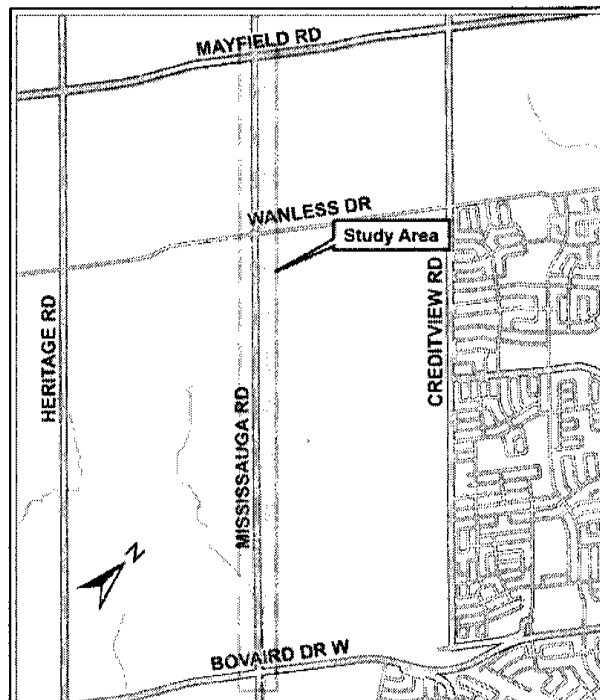 MAYFIELD RD
WANLESS DR
Study Area
HERITAGE RD
MISSISSAUGA RD
CREDITVIEW RD
N
BOVAIRD DR W